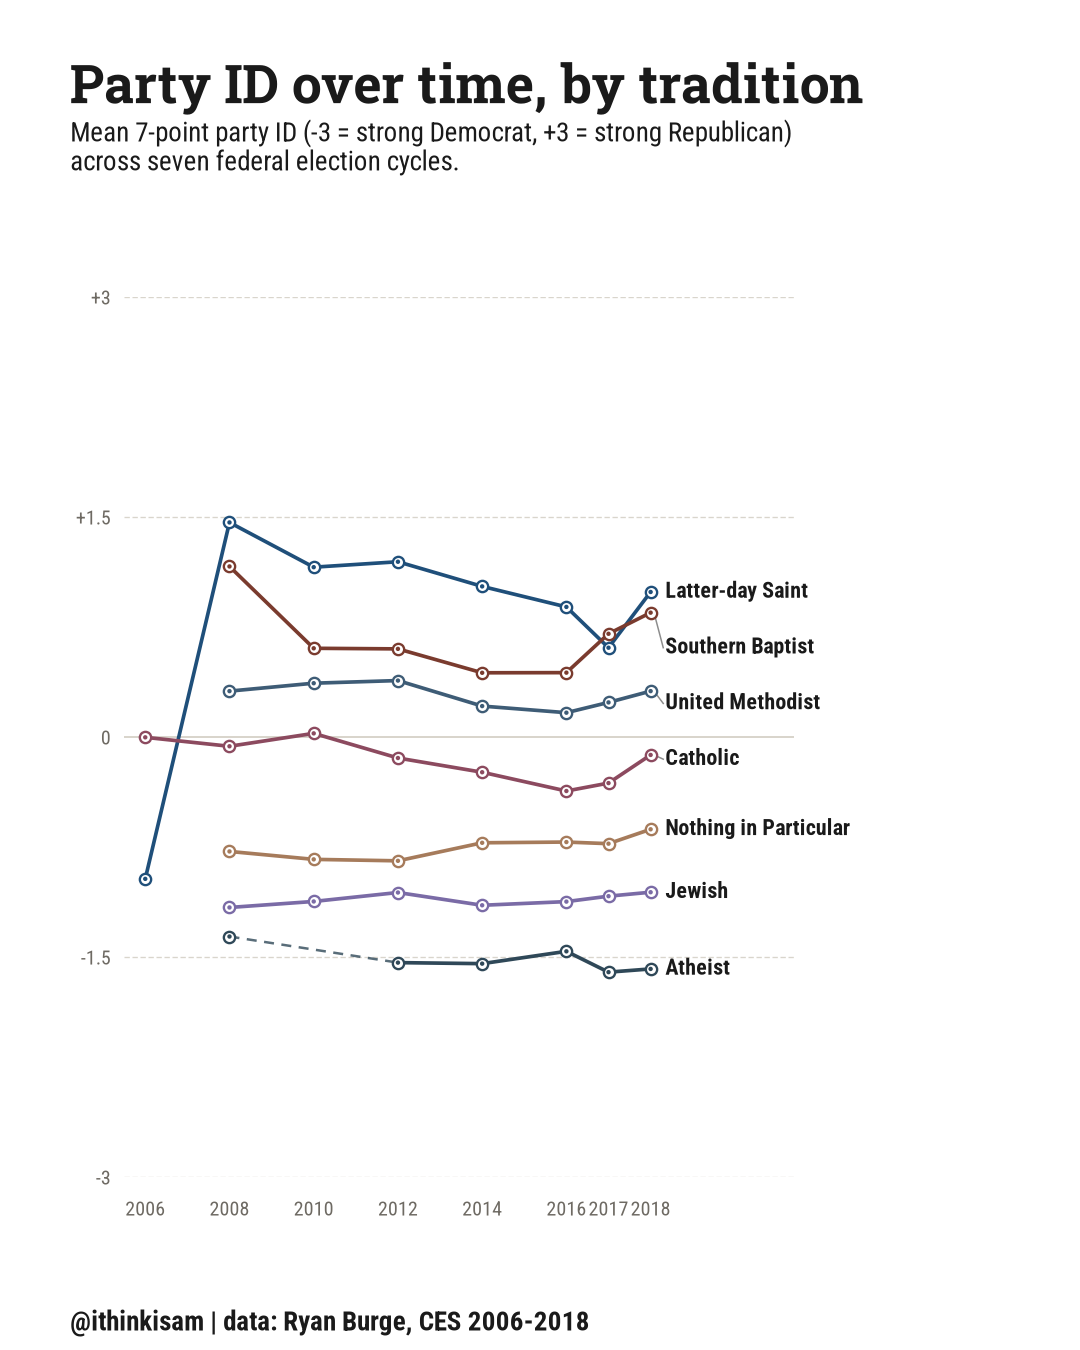 Party ID over time, by tradition
Mean 7-point party ID (-3 = strong Democrat, +3 = strong Republican)
across seven federal election cycles.
+3
+1.5
Latter-day Saint
Southern Baptist
United Methodist
0
Catholic
Nothing in Particular
Jewish
-1.5
Atheist
-3
2006 2008 2010 2012 2014 2016 2017 2018
@ithinkisam | data: Ryan Burge, CES 2006-2018